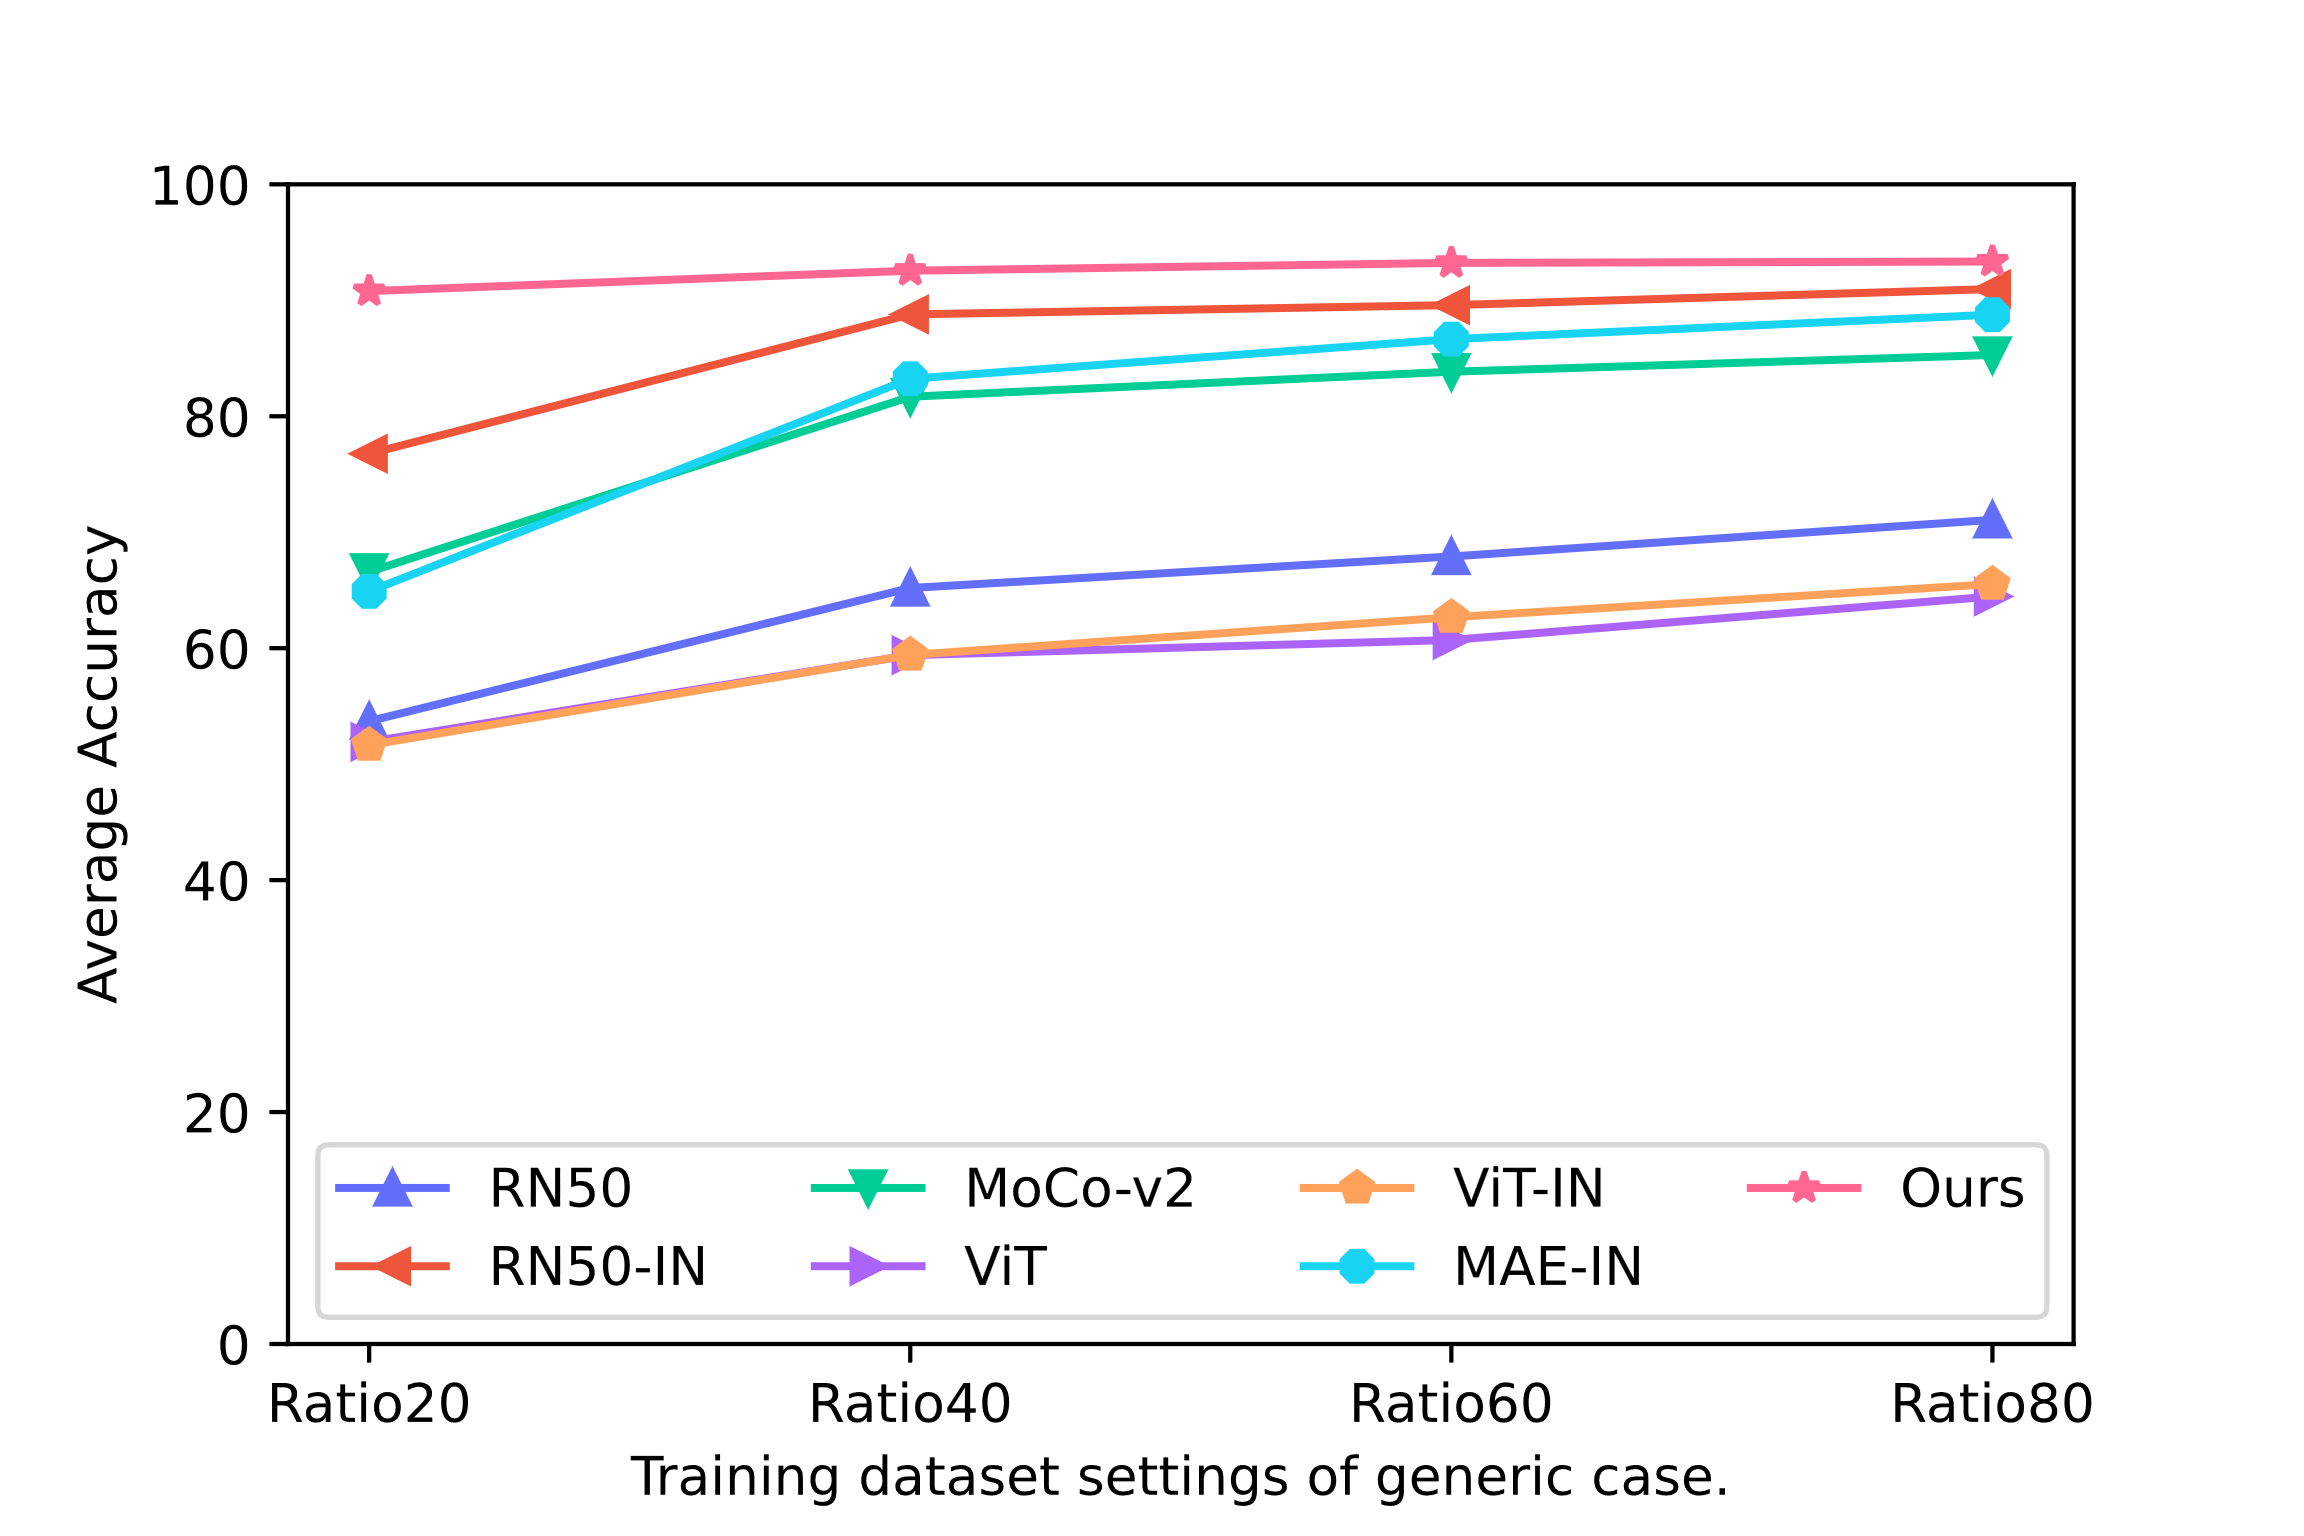 100
80
60
40
20
0
Average Accuracy
RN50
MoCo-v2
ViT-IN
Ours
RN50-IN
ViT
MAE-IN
Ratio20
Ratio40
Ratio60
Ratio80
Training dataset settings of generic case.